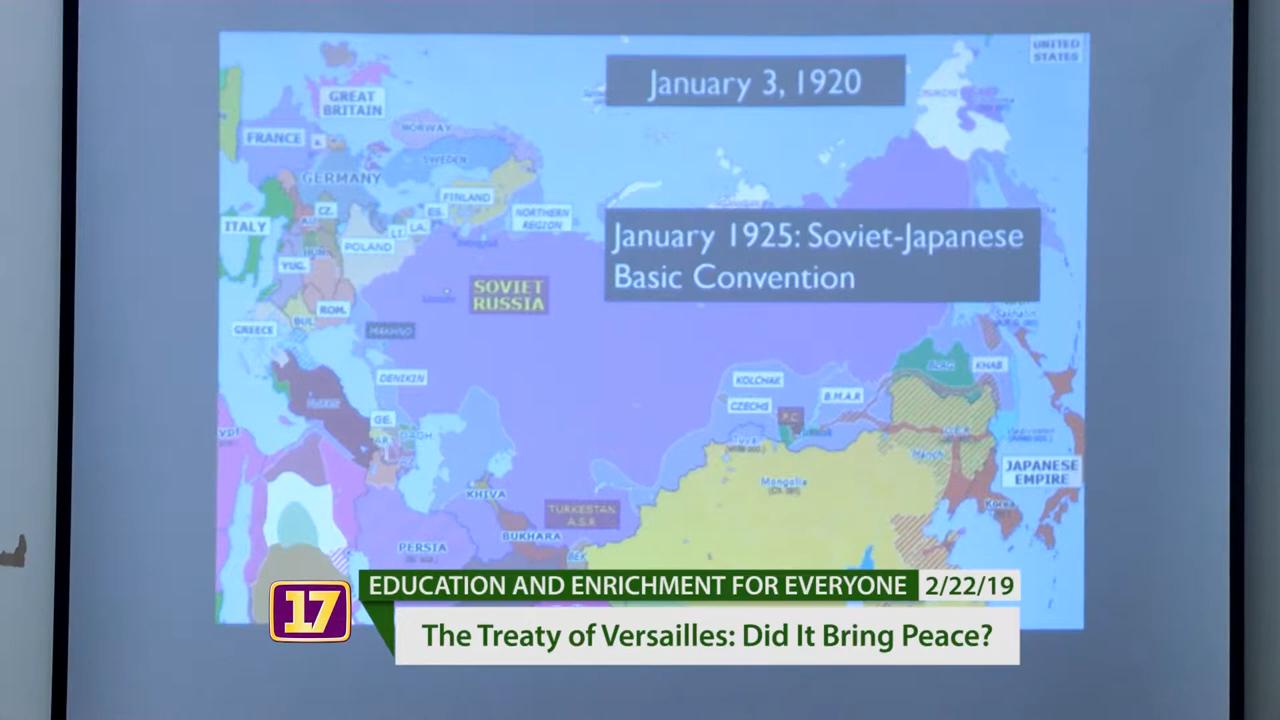 January 3, 1920
UNITED
STATES
GREAT
BRITAIN
FRANCE
NORWAY
SWEDEN
GERMANY
FINLAND
NORTHERN
REGION
ITALY
CZ.
ES.
LA.
LI.
POLAND
HUN.
YUG.
January 1925: Soviet-Japanese
Basic Convention
SOVIET
RUSSIA
ROM.
BUL
GREECE
MAKHNO
DENIKIN
KOLCHAK
CZECHS
B.M.A.R
KHAB
GE.
AR.
DAGH.
Mongolia
JAPANESE
EMPIRE
Korea
KHIVA
TURKESTAN
A.S.R
BUKHARA
PERSIA
17
EDUCATION AND ENRICHMENT FOR EVERYONE 2/22/19
The Treaty of Versailles: Did It Bring Peace?